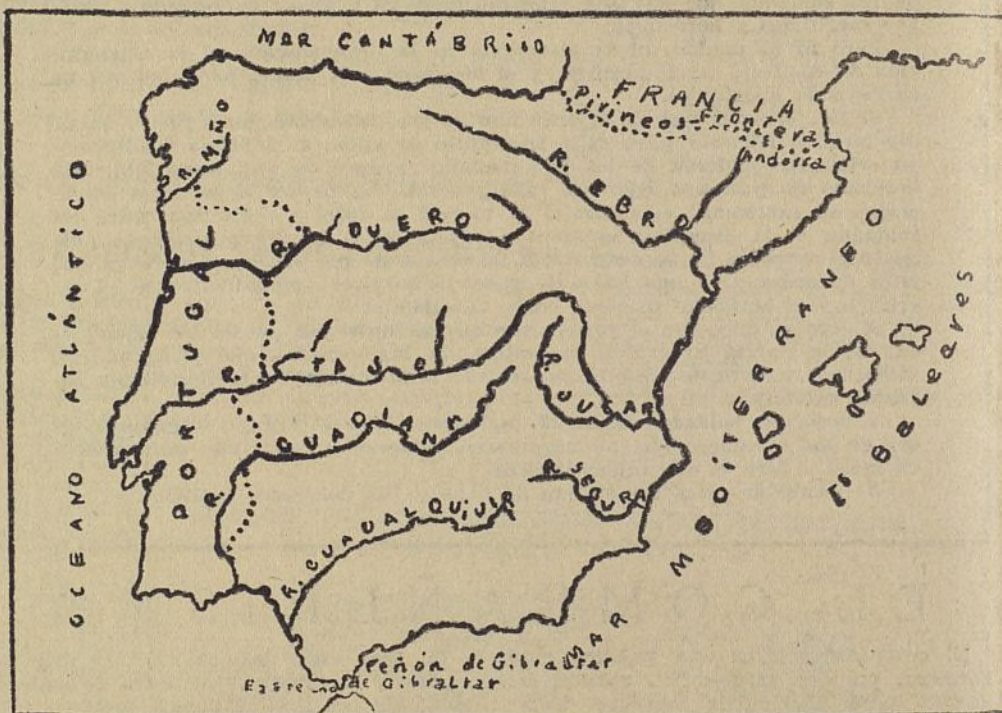 MAR CANTÁBRICO
FRANCIA
Pirineos
Frontera
Andorra
R. MIÑO
R. EBRO
R. DUERO
OCEANO ATLÁNTICO
PORTUGAL
R. TAJO
R. JUCAR
R. GUADIANA
R. SEGURA
R. GUADALQUIVIR
MAR MEDITERRANEO
Is Baleares
Peñón de Gibraltar
de Gibraltar